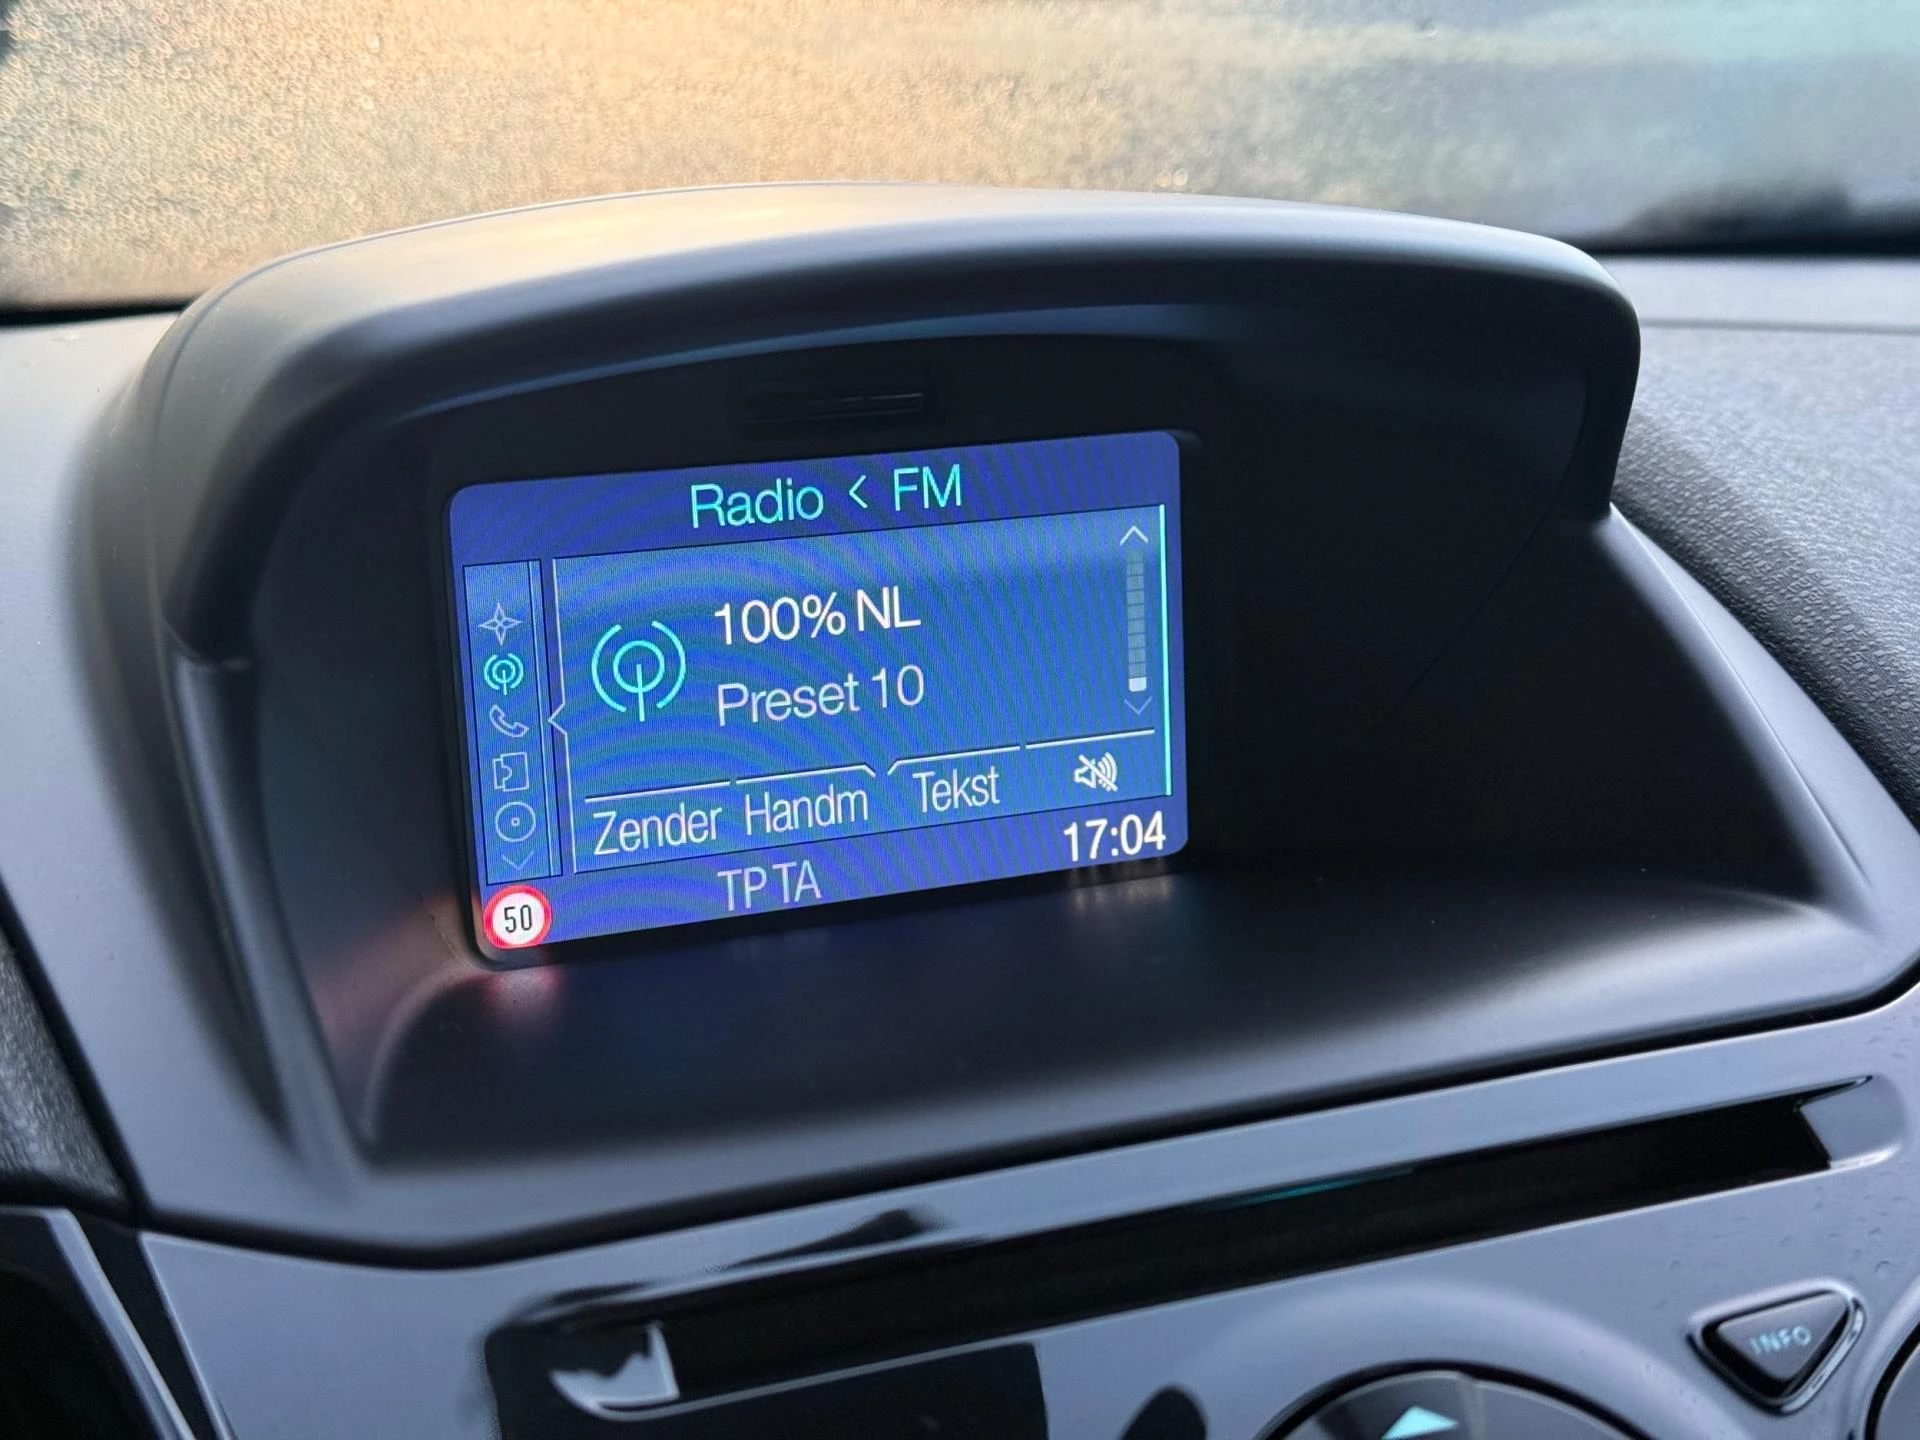 Radio < FM
100% NL
Preset 10
Zender Handm Tekst
TP TA 17:04
50
INFO